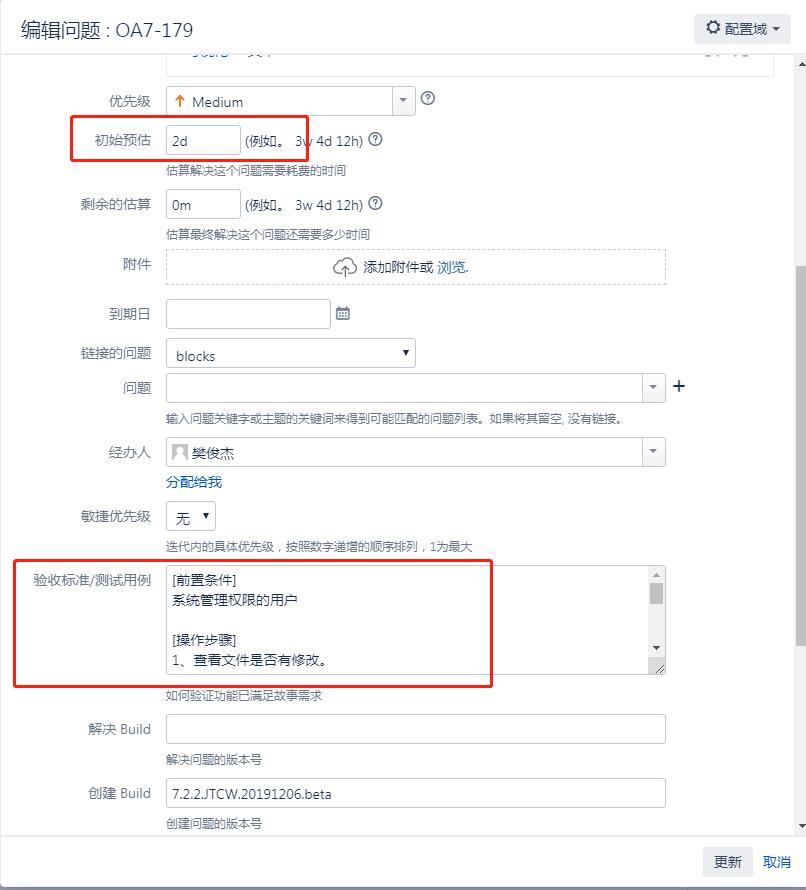 编辑问题 : OA7-179
配置域
优先级 Medium
初始预估 2d (例如。 3w 4d 12h)
估算解决这个问题需要耗费的时间
剩余的估算 0m (例如。 3w 4d 12h)
估算最终解决这个问题还需要多少时间
附件 添加附件或 浏览.
到期日
链接的问题 blocks
问题
输入问题关键字或主题的关键词来得到可能匹配的问题列表。如果将其留空, 没有链接。
经办人 樊俊杰
分配给我
敏捷优先级 无
迭代内的具体优先级，按照数字递增的顺序排列，1为最大
验收标准/测试用例 [前置条件]
系统管理权限的用户
[操作步骤]
1、查看文件是否有修改。
如何验证功能已满足故事需求
解决 Build
解决问题的版本号
创建 Build 7.2.2.JTCW.20191206.beta
创建问题的版本号
更新 取消